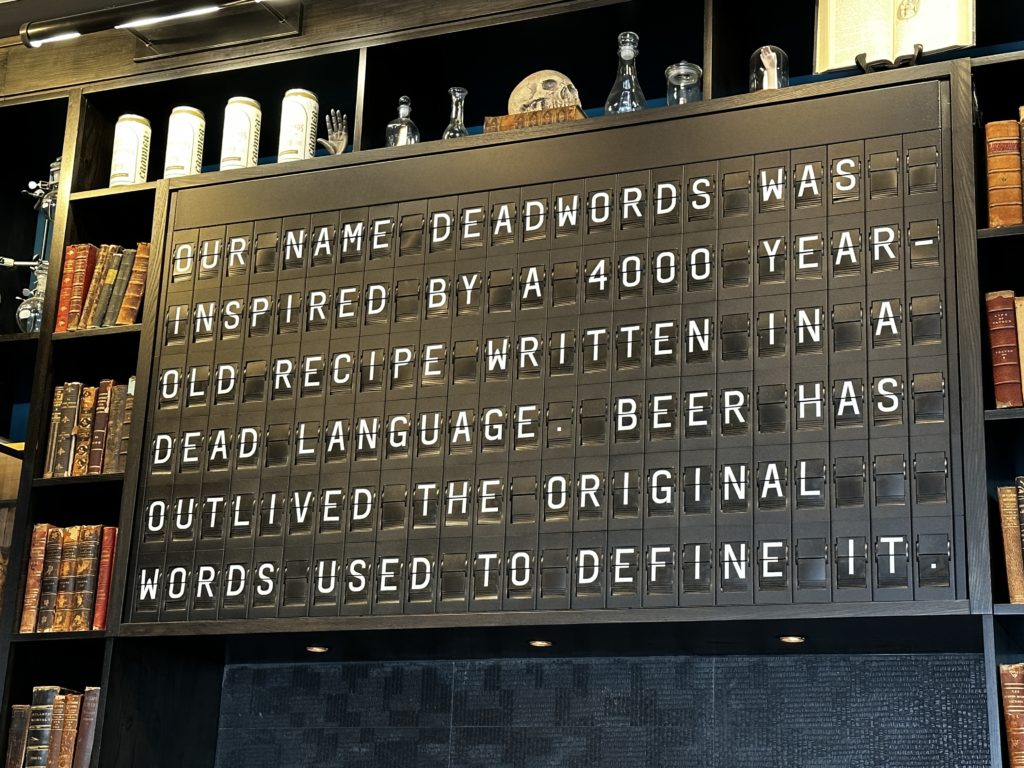 OUR NAME DEADWORDS WAS
INSPIRED BY A 4000 YEAR-
OLD RECIPE WRITTEN IN A
DEAD LANGUAGE. BEER HAS
OUTLIVED THE ORIGINAL
WORDS USED TO DEFINE IT.